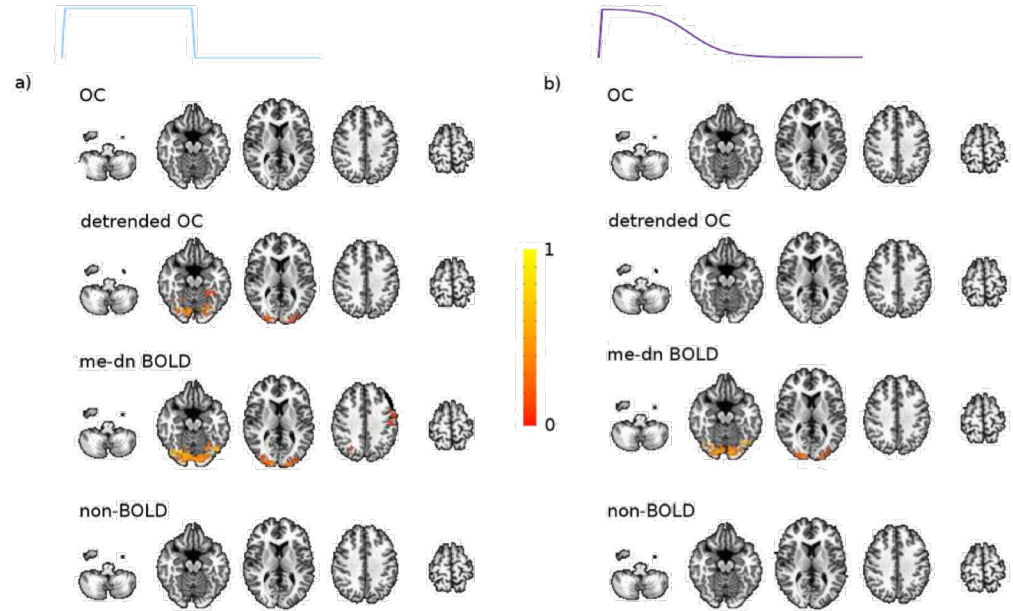 a)
OC
detrended OC
me-dn BOLD
non-BOLD
1
0
b)
OC
detrended OC
me-dn BOLD
non-BOLD